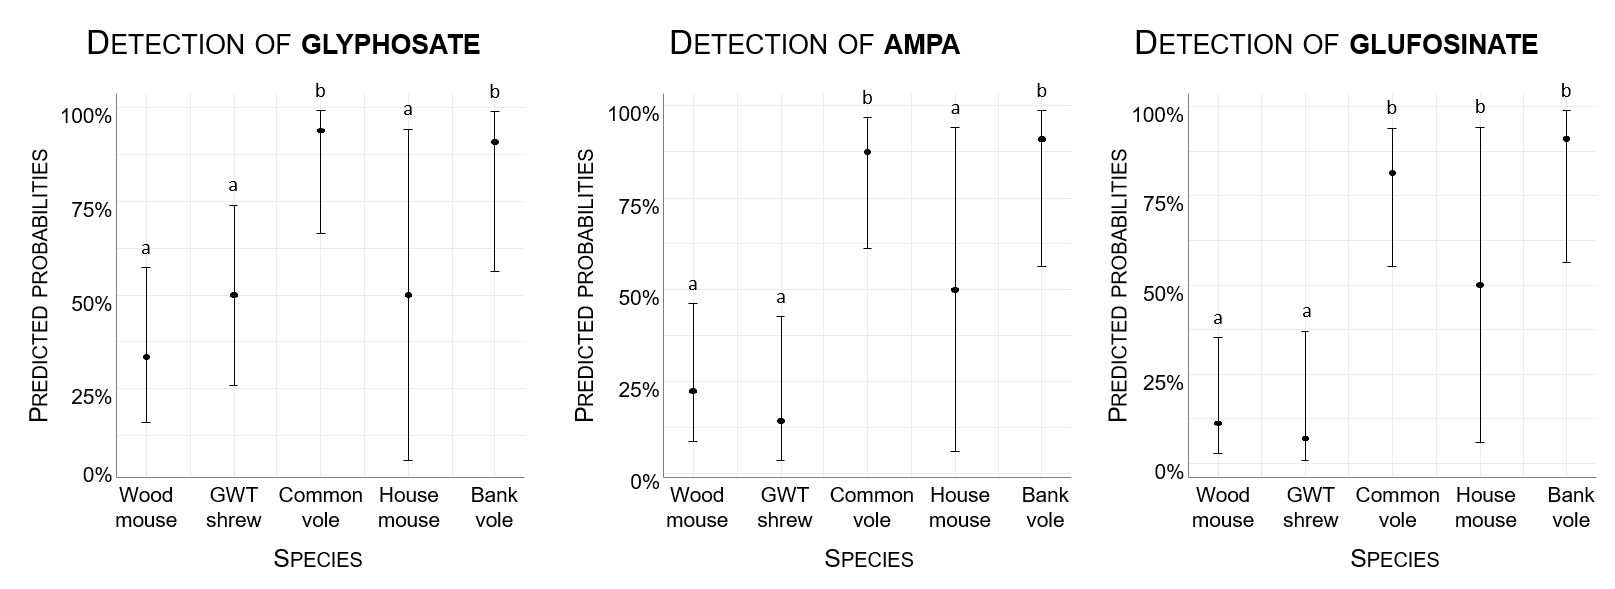 DETECTION OF GLYPHOSATE
PREDICTED PROBABILITIES
100%
75%
50%
25%
0%
a
a
b
a
b
Wood mouse
GWT shrew
Common vole
House mouse
Bank vole
SPECIES
DETECTION OF AMPA
PREDICTED PROBABILITIES
100%
75%
50%
25%
0%
a
a
b
a
b
Wood mouse
GWT shrew
Common vole
House mouse
Bank vole
SPECIES
DETECTION OF GLUFOSINATE
PREDICTED PROBABILITIES
100%
75%
50%
25%
0%
a
a
b
b
b
Wood mouse
GWT shrew
Common vole
House mouse
Bank vole
SPECIES